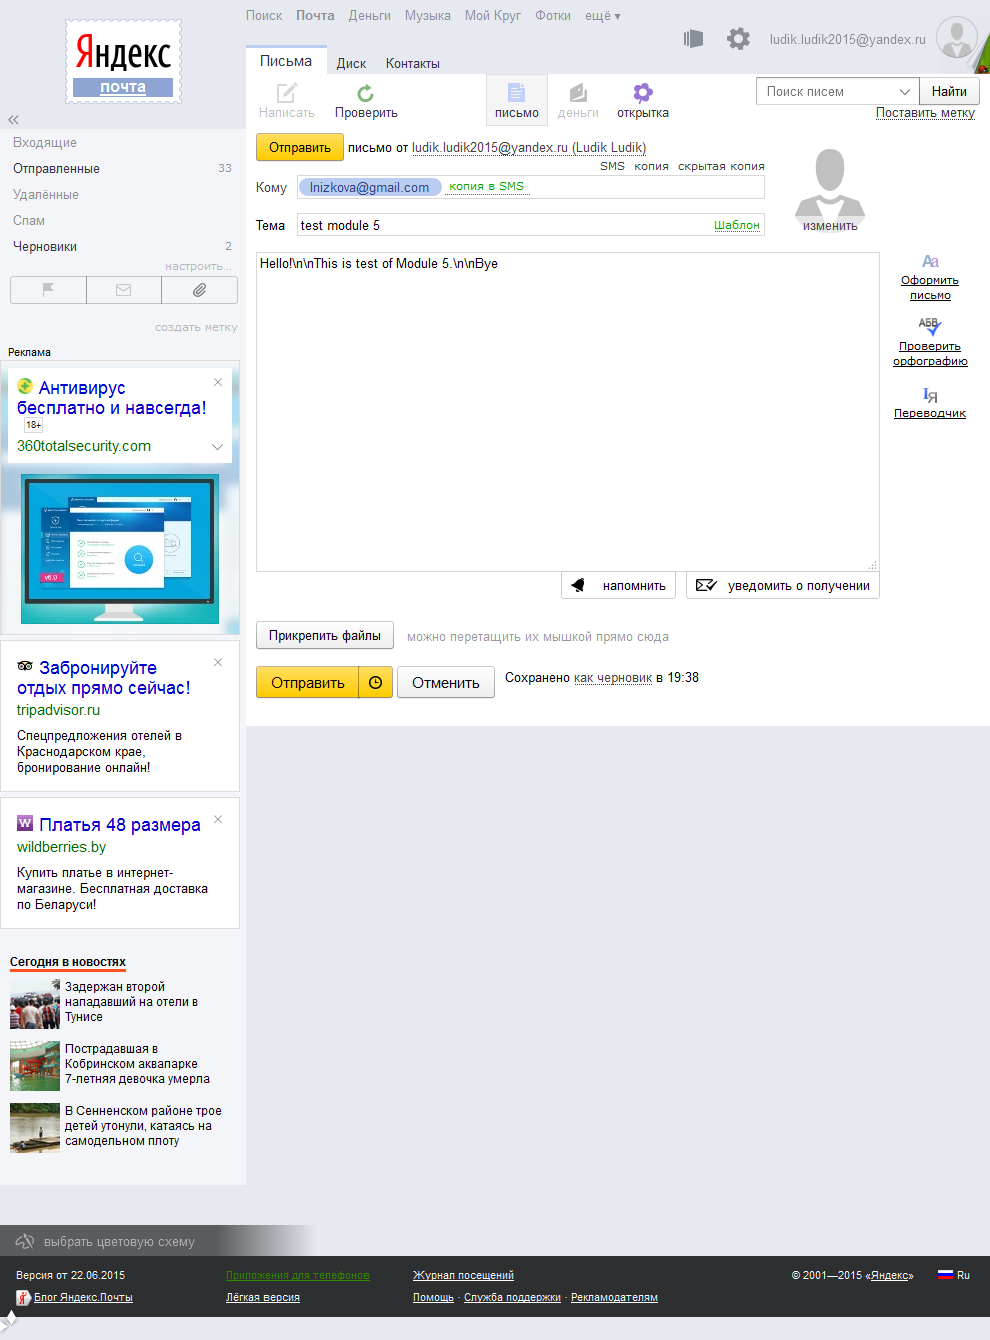 Поиск Почта Деньги Музыка Мой Круг Фотки ещё ▾
Яндекс
почта
ludik.ludik2015@yandex.ru
Письма Диск Контакты
Написать Проверить письмо деньги открытка
Поиск писем Найти
Поставить метку
Входящие
Отправленные 33
Удалённые
Спам
Черновики 2
настроить...
создать метку
Отправить письмо от ludik.ludik2015@yandex.ru (Ludik Ludik)
SMS копия скрытая копия
Кому lnizkova@gmail.com копия в SMS
Тема test module 5 Шаблон
изменить
Hello!\n\nThis is test of Module 5.\n\nBye
Aa
Оформить
письмо
АБВ
Проверить
орфографию
Iя
Переводчик
напомнить уведомить о получении
Прикрепить файлы можно перетащить их мышкой прямо сюда
Отправить Отменить Сохранено как черновик в 19:38
Реклама
Антивирус
бесплатно и навсегда!
18+
360totalsecurity.com
v6.0
Забронируйте
отдых прямо сейчас!
tripadvisor.ru
Спецпредложения отелей в
Краснодарском крае,
бронирование онлайн!
W Платья 48 размера
wildberries.by
Купить платье в интернет-
магазине. Бесплатная доставка
по Беларуси!
Сегодня в новостях
Задержан второй
нападавший на отели в
Тунисе
Пострадавшая в
Кобринском аквапарке
7-летняя девочка умерла
В Сенненском районе трое
детей утонули, катаясь на
самодельном плоту
выбрать цветовую схему
Версия от 22.06.2015 Приложения для телефонов Журнал посещений © 2001—2015 «Яндекс» Ru
Я Блог Яндекс.Почты Лёгкая версия Помощь · Служба поддержки · Рекламодателям